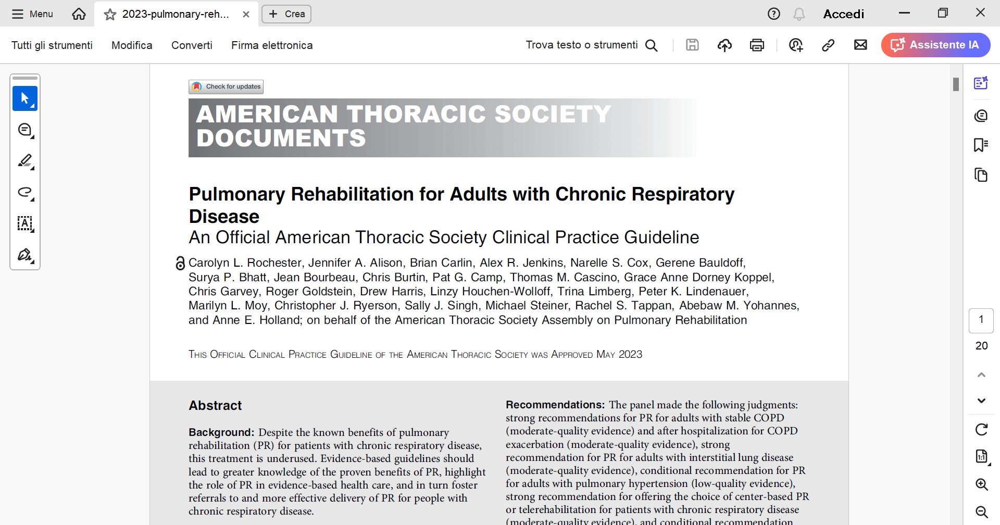 Menu
2023-pulmonary-reh...
Crea
Accedi
Tutti gli strumenti
Modifica
Converti
Firma elettronica
Trova testo o strumenti
Assistente IA
Check for updates
AMERICAN THORACIC SOCIETY
DOCUMENTS
Pulmonary Rehabilitation for Adults with Chronic Respiratory
Disease
An Official American Thoracic Society Clinical Practice Guideline
Carolyn L. Rochester, Jennifer A. Alison, Brian Carlin, Alex R. Jenkins, Narelle S. Cox, Gerene Bauldoff,
Surya P. Bhatt, Jean Bourbeau, Chris Burtin, Pat G. Camp, Thomas M. Cascino, Grace Anne Dorney Koppel,
Chris Garvey, Roger Goldstein, Drew Harris, Linzy Houchen-Wolloff, Trina Limberg, Peter K. Lindenauer,
Marilyn L. Moy, Christopher J. Ryerson, Sally J. Singh, Michael Steiner, Rachel S. Tappan, Abebaw M. Yohannes,
and Anne E. Holland; on behalf of the American Thoracic Society Assembly on Pulmonary Rehabilitation
THIS OFFICIAL CLINICAL PRACTICE GUIDELINE OF THE AMERICAN THORACIC SOCIETY WAS APPROVED MAY 2023
Abstract
Background: Despite the known benefits of pulmonary
rehabilitation (PR) for patients with chronic respiratory disease,
this treatment is underused. Evidence-based guidelines should
lead to greater knowledge of the proven benefits of PR, highlight
the role of PR in evidence-based health care, and in turn foster
referrals to and more effective delivery of PR for people with
chronic respiratory disease.
Recommendations: The panel made the following judgments:
strong recommendations for PR for adults with stable COPD
(moderate-quality evidence) and after hospitalization for COPD
exacerbation (moderate-quality evidence), strong
recommendation for PR for adults with interstitial lung disease
(moderate-quality evidence), conditional recommendation for PR
for adults with pulmonary hypertension (low-quality evidence),
strong recommendation for offering the choice of center-based PR
or telerehabilitation for patients with chronic respiratory disease
(moderate-quality evidence), and conditional recommendation
1
20
1:1